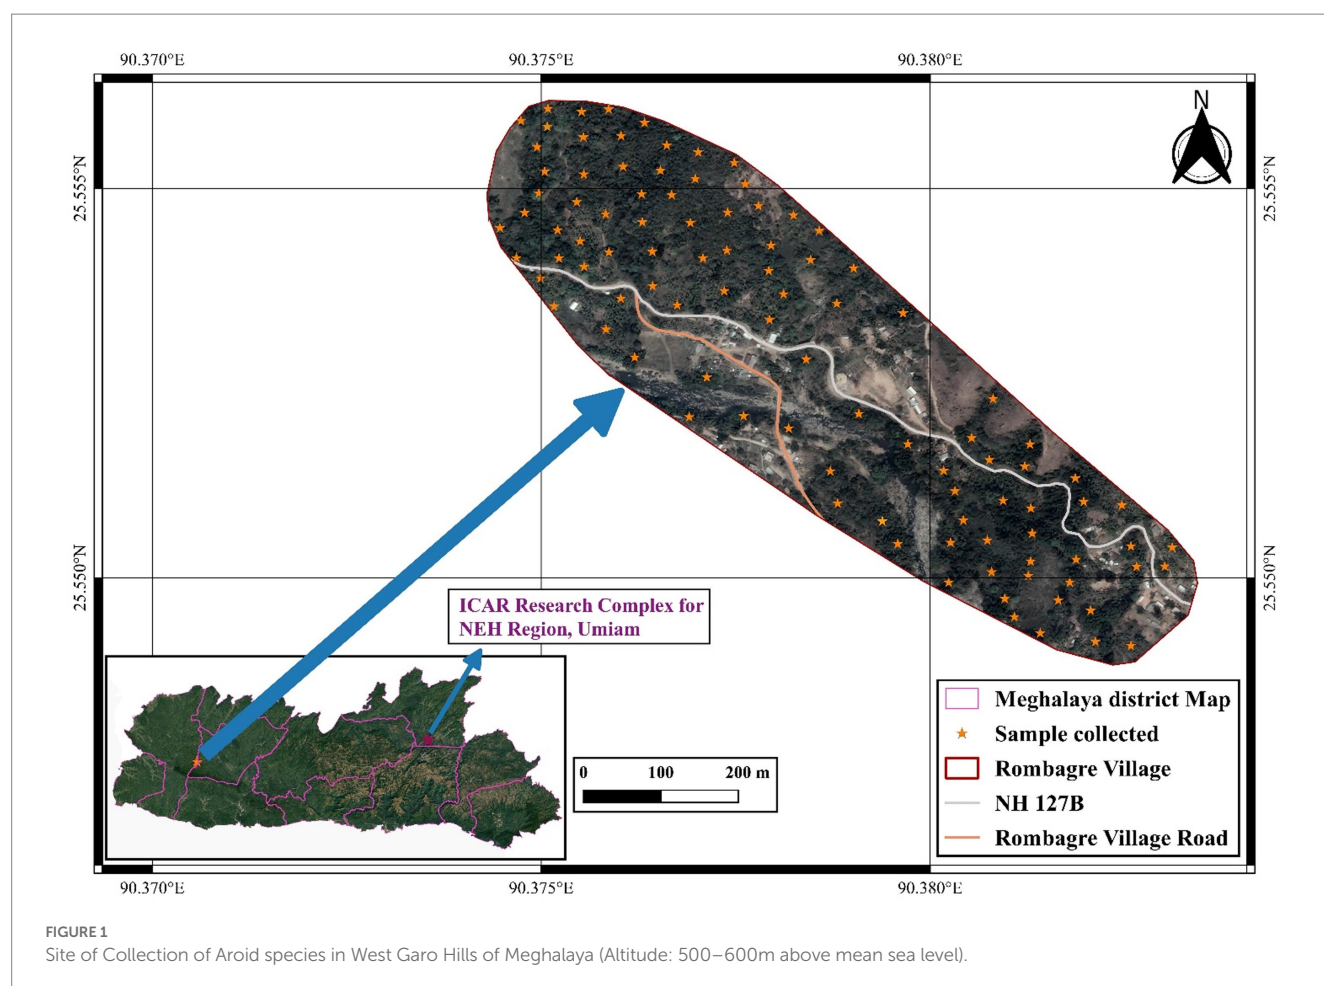 90.370°E 90.375°E 90.380°E
N
25.555°N 25.555°N
25.550°N 25.550°N
ICAR Research Complex for
NEH Region, Umiam
0 100 200 m
Meghalaya district Map
Sample collected
Rombagre Village
NH 127B
Rombagre Village Road
90.370°E 90.375°E 90.380°E
FIGURE 1
Site of Collection of Aroid species in West Garo Hills of Meghalaya (Altitude: 500–600m above mean sea level).